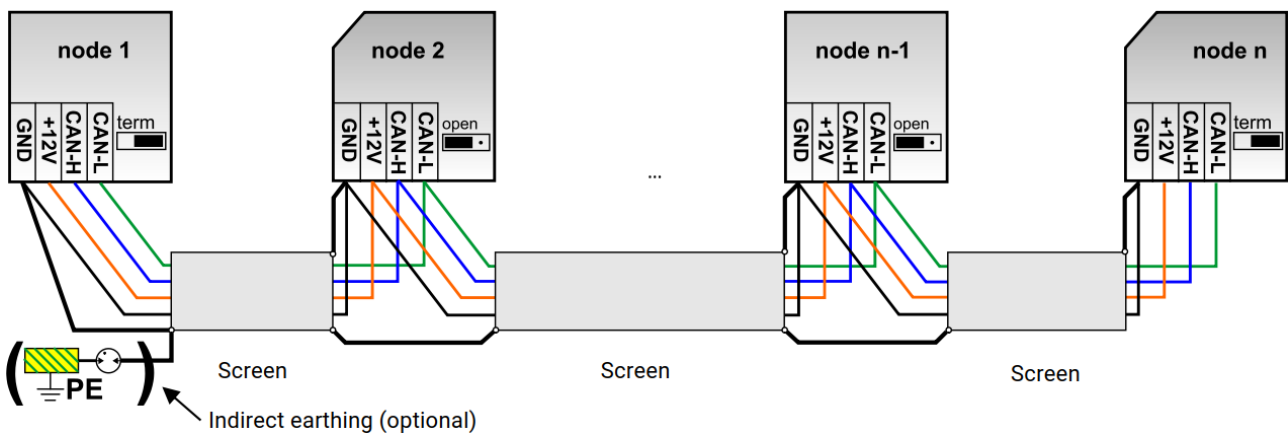 node 1
node 2
node n-1
node n
GND
+12V
CAN-H
CAN-L
term
GND
+12V
CAN-H
CAN-L
open
...
GND
+12V
CAN-H
CAN-L
open
GND
+12V
CAN-H
CAN-L
term
( PE )
Screen
Screen
Screen
Indirect earthing (optional)